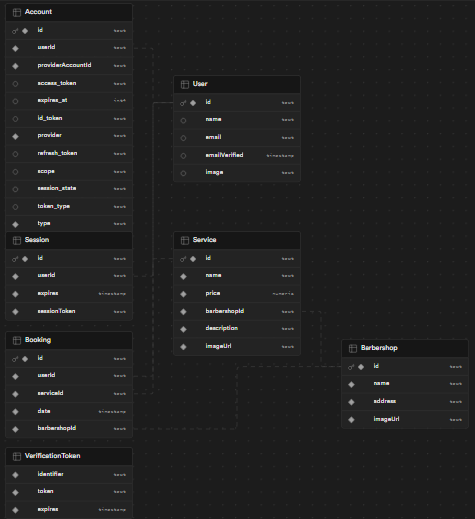 Account
id text
userId text
providerAccountId text
access_token text
expires_at int4
id_token text
provider text
refresh_token text
scope text
session_state text
token_type text
type text
Session
id text
userId text
expires timestamp
sessionToken text
Booking
id text
userId text
serviceId text
date timestamp
barbershopId text
VerificationToken
identifier text
token text
expires timestamp
User
id text
name text
email text
emailVerified timestamp
image text
Service
id text
name text
price numeric
barbershopId text
description text
imageUrl text
Barbershop
id text
name text
address text
imageUrl text